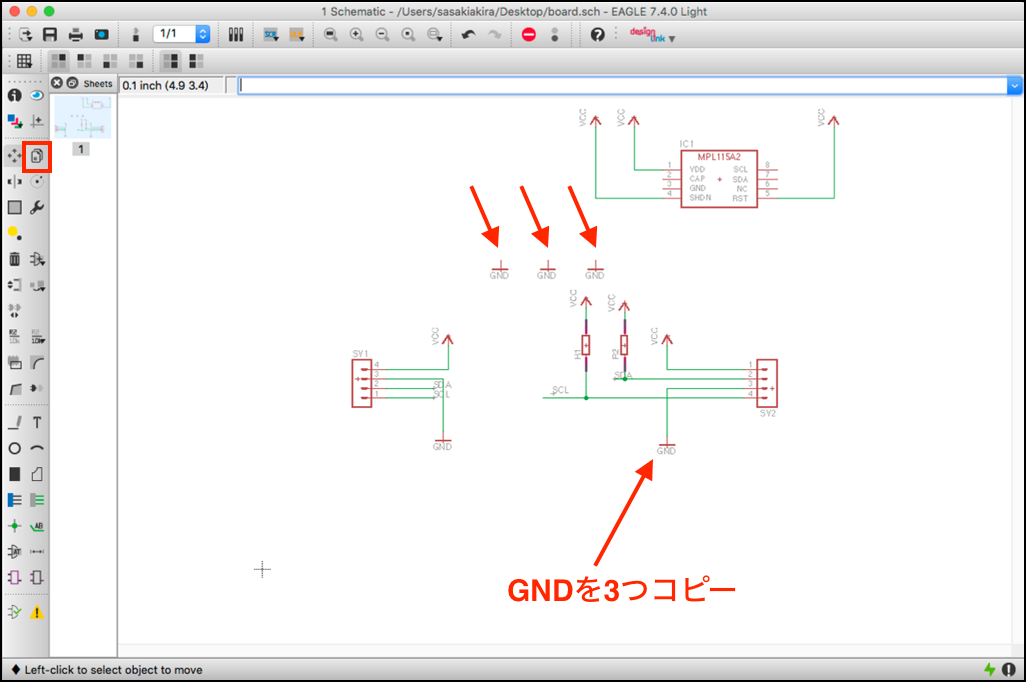 1 Schematic - /Users/sasakiakira/Desktop/board.sch - EAGLE 7.4.0 Light
1/1
design
link
Sheets
0.1 inch (4.9 3.4)
1
VCC
VCC
VCC
IC1
MPL115A2
1 VDD SCL 8
2 CAP SDA 7
3 GND NC 6
4 SHDN RST 5
GND
GND
GND
VCC
VCC
VCC
VCC
R1
R2
SY1
4
3
2
1
SDA
SCL
SDA
SCL
1
2
3
4
SY2
GND
GND
GNDを3つコピー
Left-click to select object to move